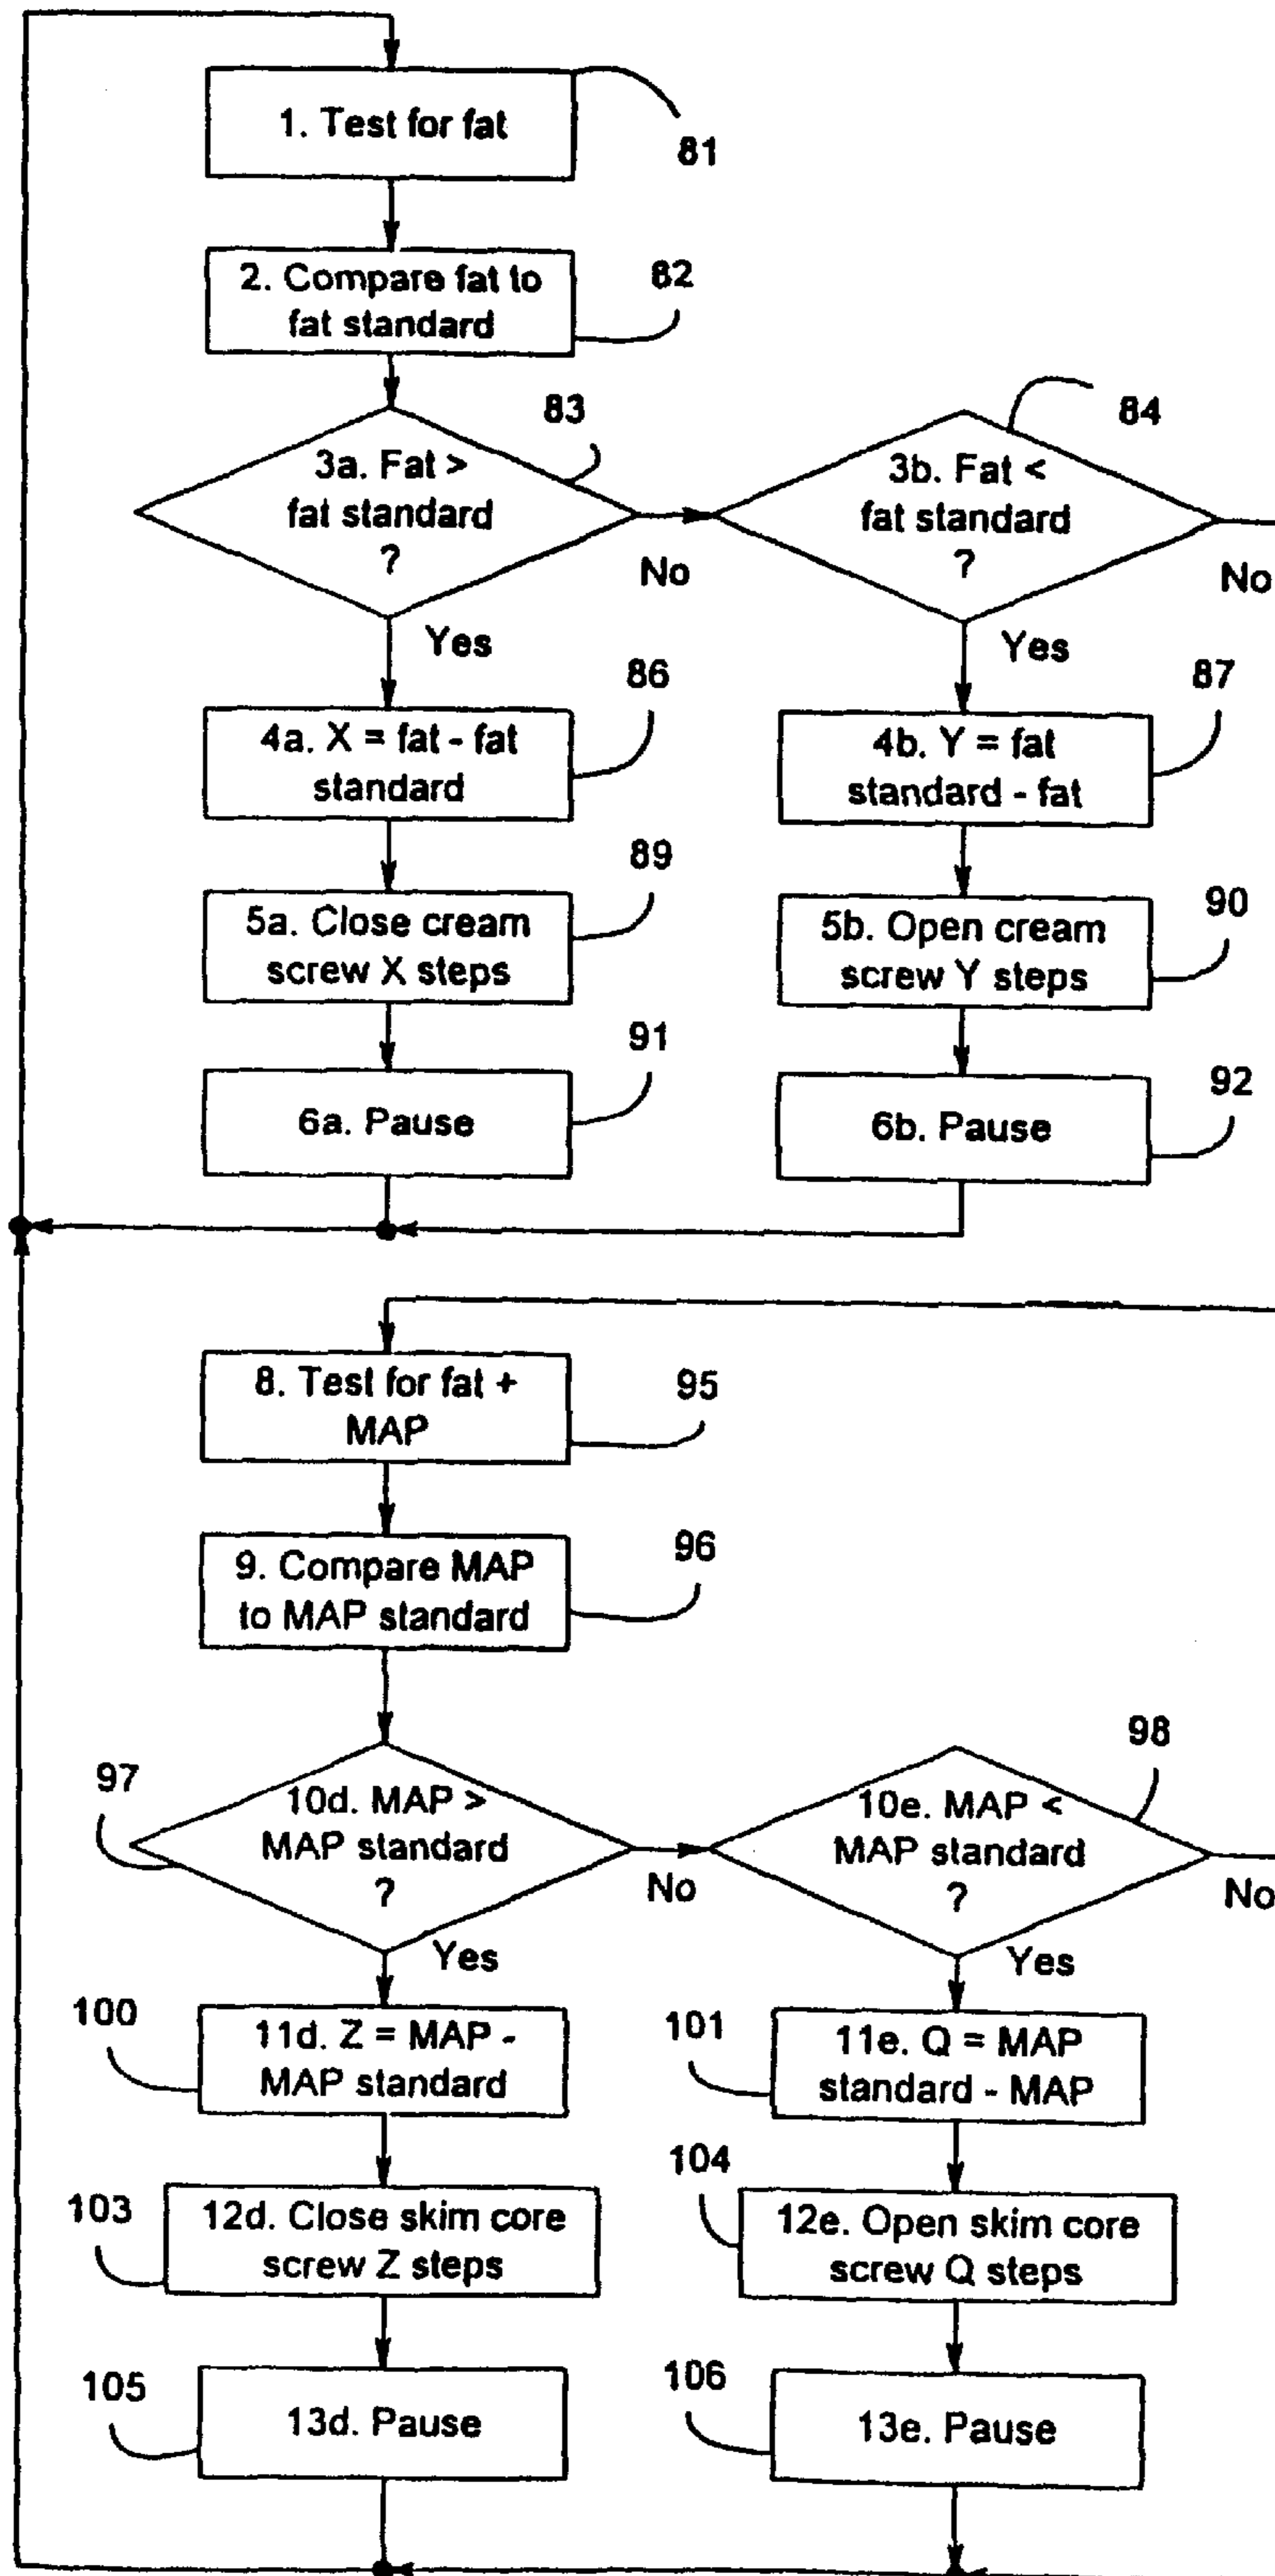 1. Test for fat
81
2. Compare fat to
fat standard
82
3a. Fat >
fat standard
?
83
No
Yes
3b. Fat <
fat standard
?
84
No
Yes
4a. X = fat - fat
standard
86
4b. Y = fat
standard - fat
87
5a. Close cream
screw X steps
89
5b. Open cream
screw Y steps
90
6a. Pause
91
6b. Pause
92
8. Test for fat +
MAP
95
9. Compare MAP
to MAP standard
96
97
10d. MAP >
MAP standard
?
No
Yes
10e. MAP <
MAP standard
?
98
No
Yes
100
11d. Z = MAP -
MAP standard
101
11e. Q = MAP
standard - MAP
103
12d. Close skim core
screw Z steps
104
12e. Open skim core
screw Q steps
105
13d. Pause
106
13e. Pause